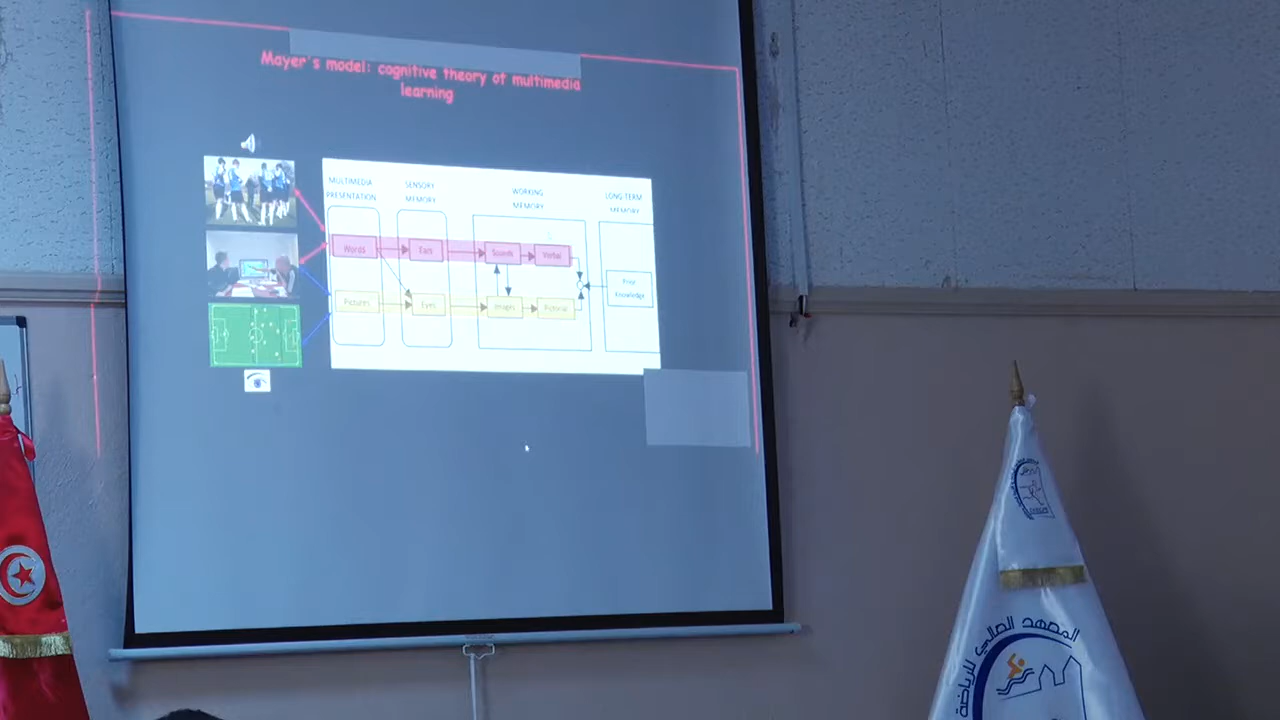 Mayer's model: cognitive theory of multimedia
learning
MULTIMEDIA
PRESENTATION
SENSORY
MEMORY
WORKING
MEMORY
LONG TERM
MEMORY
Words
Ears
Sounds
Verbal
Pictures
Eyes
Images
Pictorial
Prior
Knowledge
المعهد العالي للرياضة